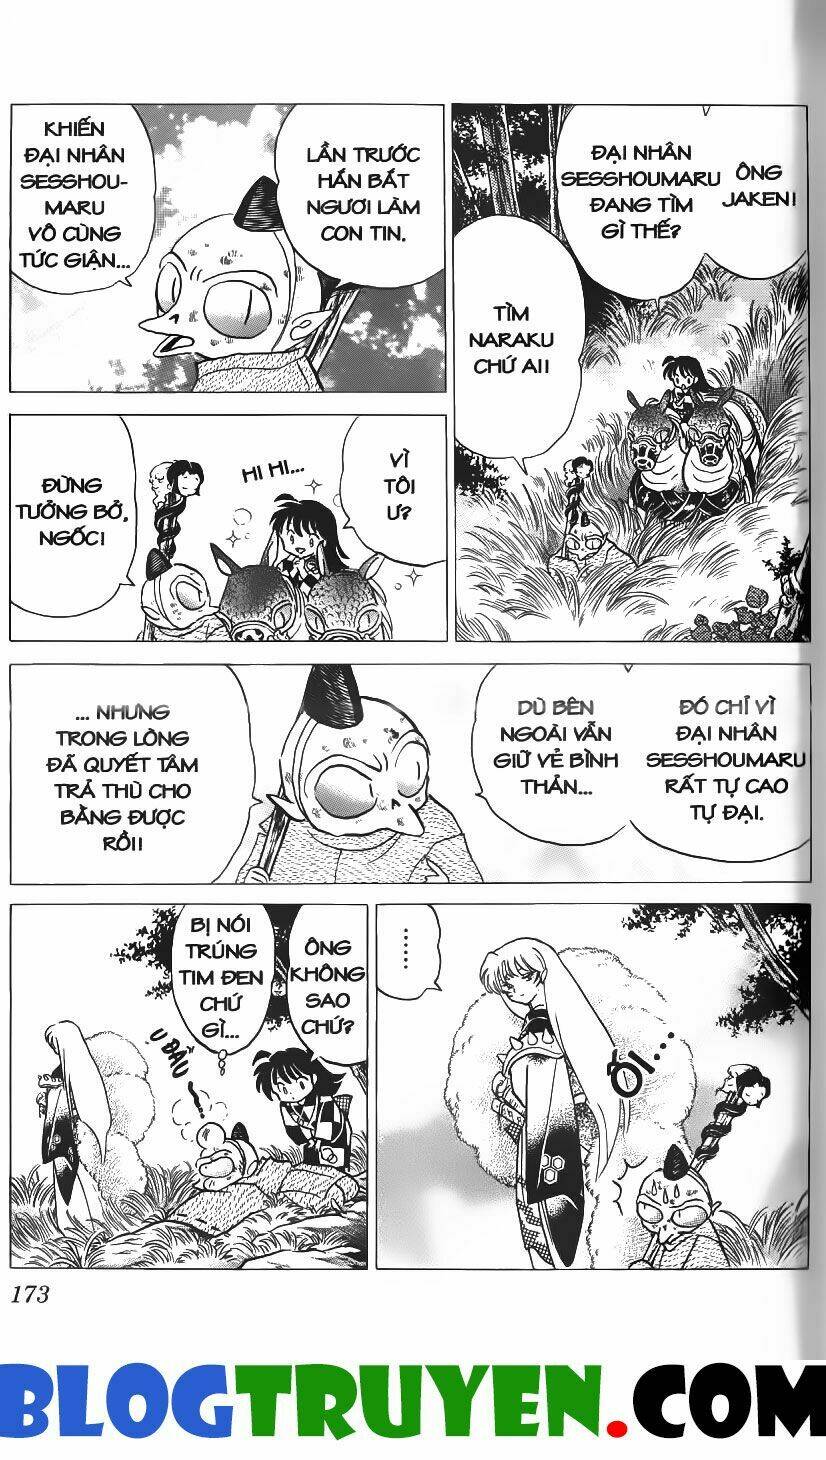 ÔNG
JAKEN!
ĐẠI NHÂN
SESSHOUMARU
ĐANG TÌM
GÌ THẾ?
TÌM
NARAKU
CHỨ AI!
LẦN TRƯỚC
HẮN BẮT
NGƯƠI LÀM
CON TIN.
KHIẾN
ĐẠI NHÂN
SESSHOU-
MARU
VÔ CÙNG
TỨC GIẬN...
VÌ
TÔI
Ư?
HI HI...
ĐỪNG
TƯỞNG BỞ,
NGỐC!
ĐÓ CHỈ VÌ
ĐẠI NHÂN
SESSHOUMARU
RẤT TỰ CAO
TỰ ĐẠI.
DÙ BÊN
NGOÀI VẪN
GIỮ VẺ BÌNH
THẢN...
... NHƯNG
TRONG LÒNG
ĐÃ QUYẾT TÂM
TRẢ THÙ CHO
BẰNG ĐƯỢC
RỒI!
......
ỐI...
ÔNG
KHÔNG
SAO
CHỨ?
BỊ NÓI
TRÚNG
TIM ĐEN
CHỨ
GÌ...
U ĐẦU
173
BLOGTRUYEN.COM